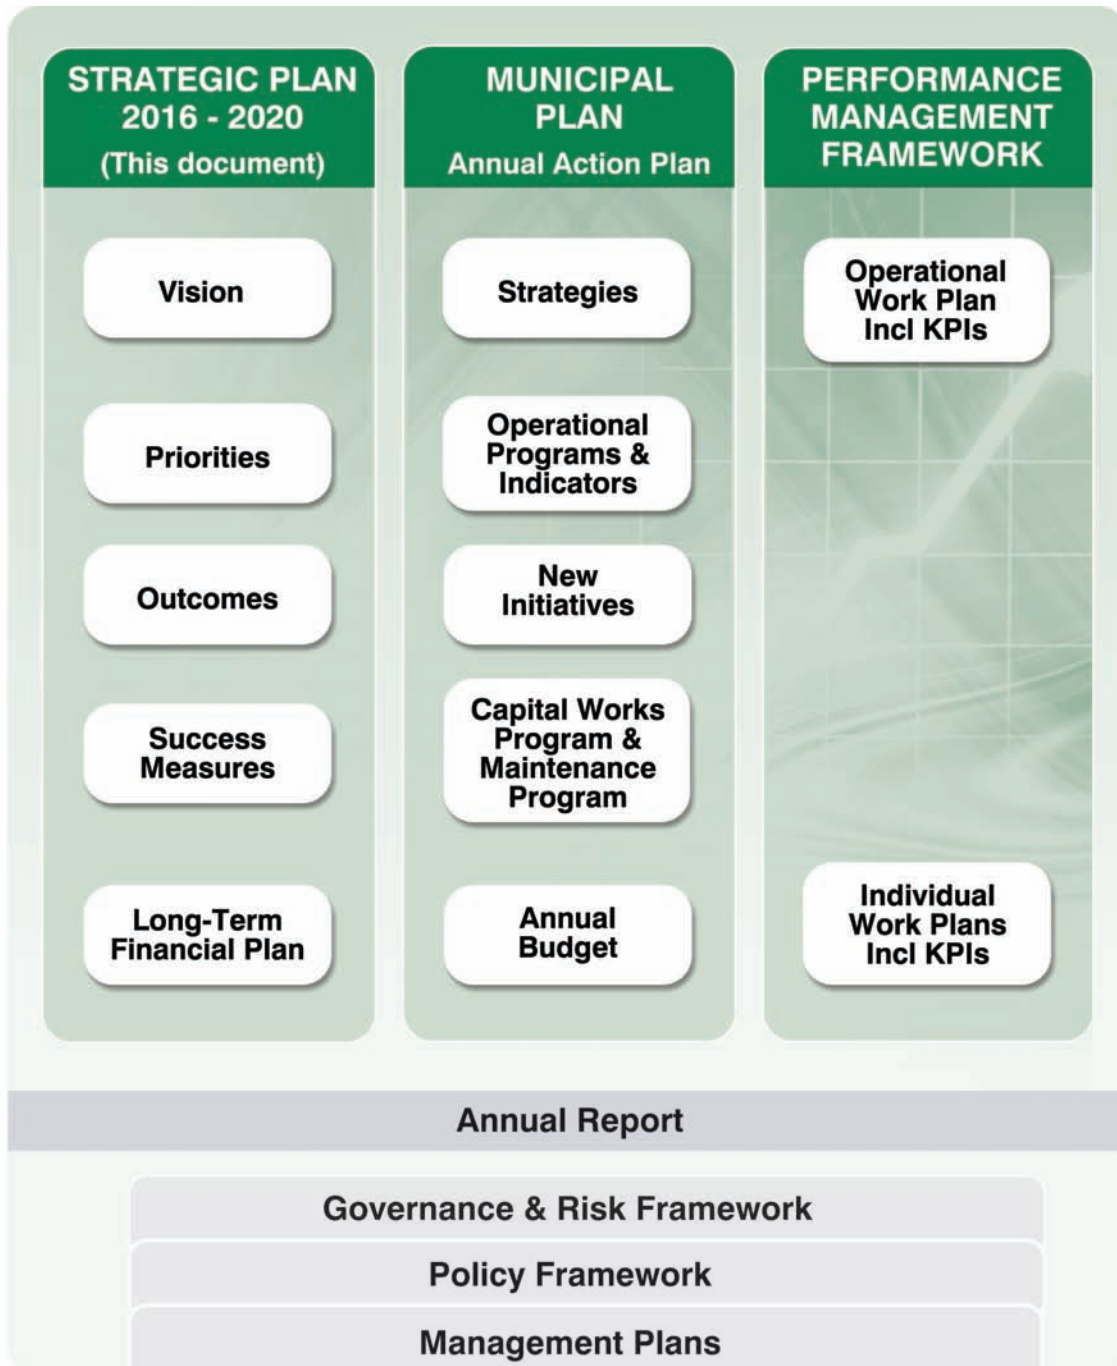 STRATEGIC PLAN
2016 - 2020
(This document)
Vision
Priorities
Outcomes
Success
Measures
Long-Term
Financial Plan
MUNICIPAL
PLAN
Annual Action Plan
Strategies
Operational
Programs &
Indicators
New
Initiatives
Capital Works
Program &
Maintenance
Program
Annual
Budget
PERFORMANCE
MANAGEMENT
FRAMEWORK
Operational
Work Plan
Incl KPIs
Individual
Work Plans
Incl KPIs
Annual Report
Governance & Risk Framework
Policy Framework
Management Plans